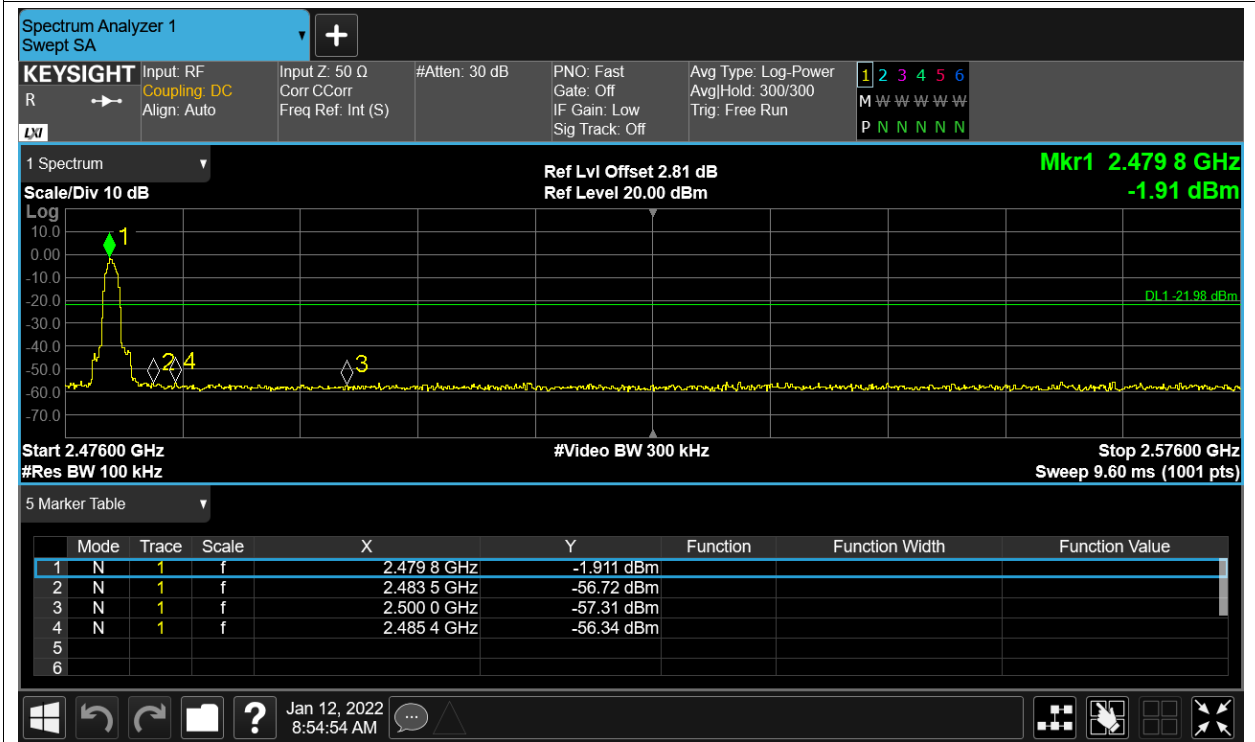 Spectrum Analyzer 1
Swept SA
KEYSIGHT
R
LXI
Input: RF
Coupling: DC
Align: Auto
Input Z: 50 Ω
Corr CCorr
Freq Ref: Int (S)
#Atten: 30 dB
PNO: Fast
Gate: Off
IF Gain: Low
Sig Track: Off
Avg Type: Log-Power
Avg|Hold: 300/300
Trig: Free Run
1 2 3 4 5 6
M W W W W W
P N N N N N
1 Spectrum
Scale/Div 10 dB
Ref Lvl Offset 2.81 dB
Ref Level 20.00 dBm
Mkr1 2.479 8 GHz
-1.91 dBm
Log
10.0
0.00
-10.0
-20.0
-30.0
-40.0
-50.0
-60.0
-70.0
1
DL1 -21.98 dBm
2 4 3
Start 2.47600 GHz
#Res BW 100 kHz
#Video BW 300 kHz
Stop 2.57600 GHz
Sweep 9.60 ms (1001 pts)
5 Marker Table
Mode Trace Scale X Y Function Function Width Function Value
1 N 1 f 2.479 8 GHz -1.911 dBm
2 N 1 f 2.483 5 GHz -56.72 dBm
3 N 1 f 2.500 0 GHz -57.31 dBm
4 N 1 f 2.485 4 GHz -56.34 dBm
5
6
?
Jan 12, 2022
8:54:54 AM